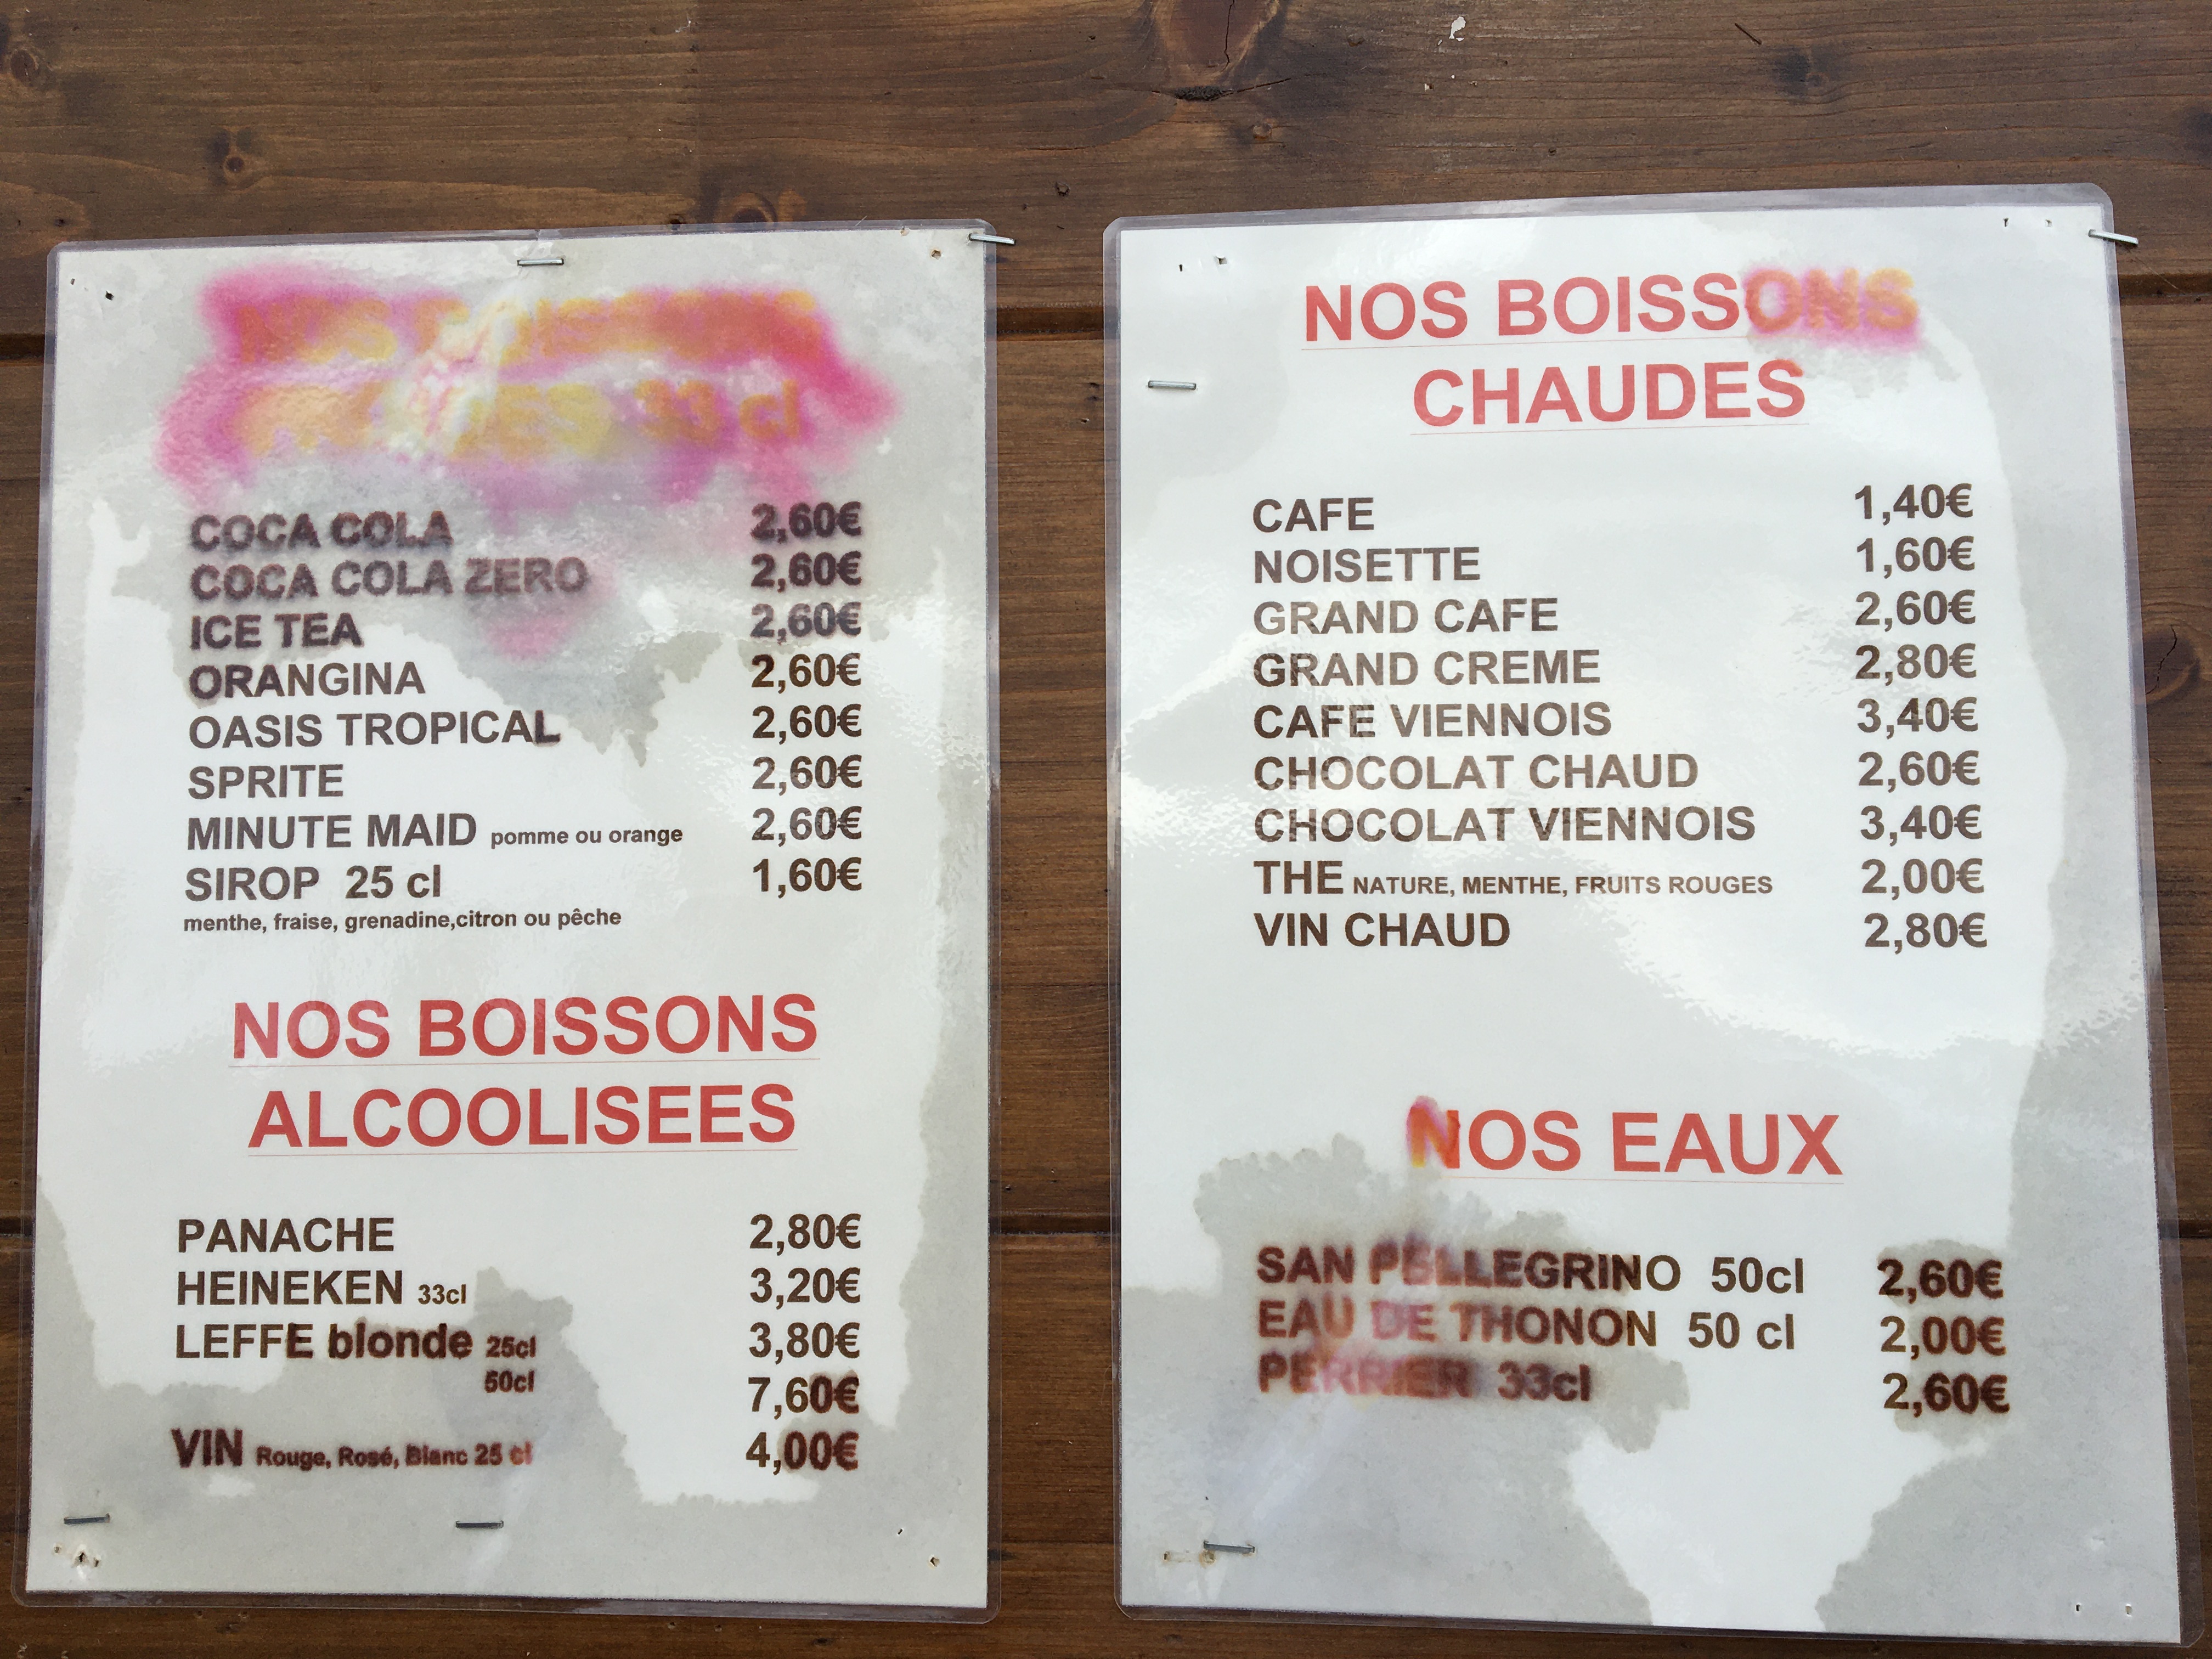 NOS BOISSONS
33 cl
COCA COLA 2,60€
COCA COLA ZERO 2,60€
ICE TEA 2,60€
ORANGINA 2,60€
OASIS TROPICAL 2,60€
SPRITE 2,60€
MINUTE MAID pomme ou orange 2,60€
SIROP 25 cl 1,60€
menthe, fraise, grenadine,citron ou pêche
NOS BOISSONS
ALCOOLISEES
PANACHE 2,80€
HEINEKEN 33cl 3,20€
LEFFE blonde 25cl 3,80€
50cl 7,60€
VIN Rouge, Rosé, Blanc 25 cl 4,00€
NOS BOISSONS
CHAUDES
CAFE 1,40€
NOISETTE 1,60€
GRAND CAFE 2,60€
GRAND CREME 2,80€
CAFE VIENNOIS 3,40€
CHOCOLAT CHAUD 2,60€
CHOCOLAT VIENNOIS 3,40€
THE NATURE, MENTHE, FRUITS ROUGES 2,00€
VIN CHAUD 2,80€
NOS EAUX
SAN PELLEGRINO 50cl 2,60€
EAU DE THONON 50 cl 2,00€
PERRIER 33cl 2,60€